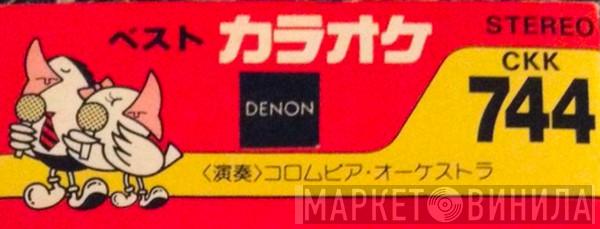 ベスト カラオケ
STEREO
CKK
744
DENON
〈演奏〉コロムビア・オーケストラ
МАРКЕТ ВИНИЛА